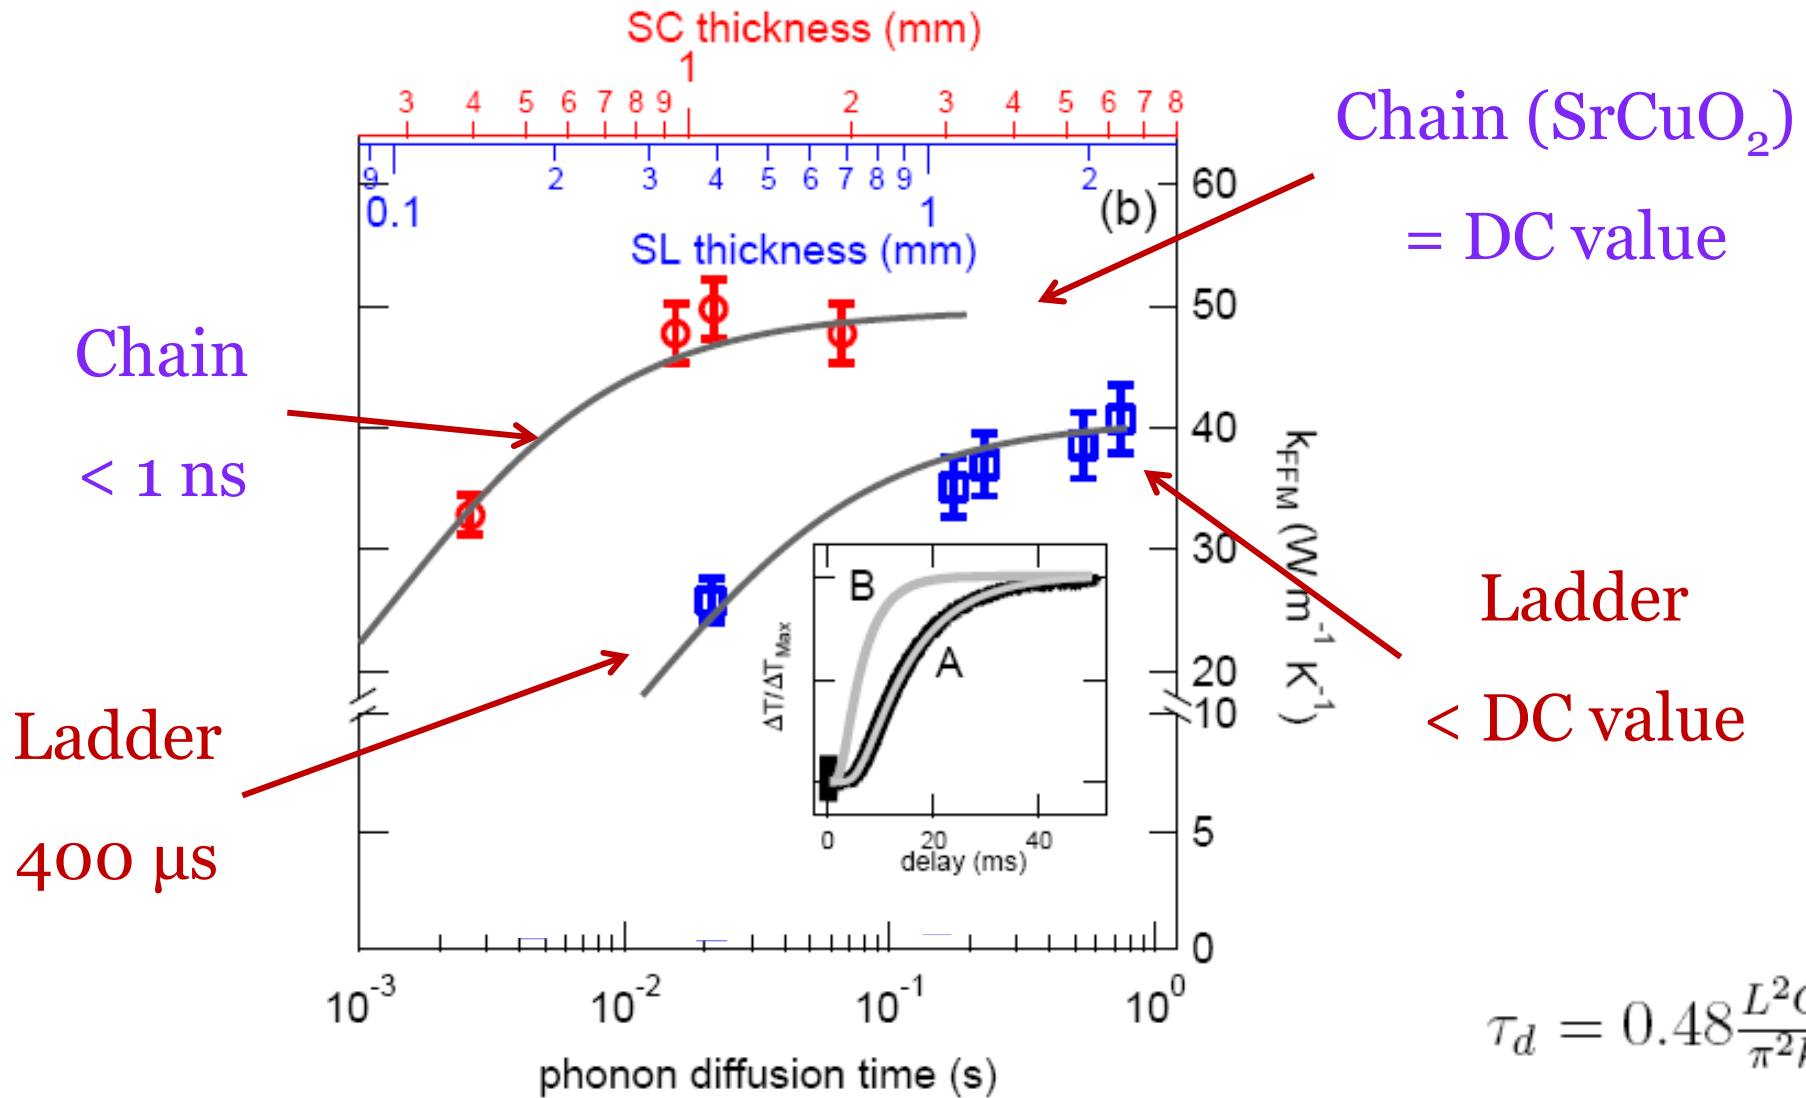 SC thickness (mm)
1
3 4 5 6 7 8 9 2 3 4 5 6 7 8
9 2 3 4 5 6 7 8 9 2
0.1 1
SL thickness (mm)
(b)
60
50
40
30
20
10
5
0
kFFM (W m⁻¹ K⁻¹)
Chain (SrCuO₂)
= DC value
Chain
< 1 ns
Ladder
400 μs
Ladder
< DC value
B
A
ΔT/ΔT_Max
0 20 40
delay (ms)
10⁻³ 10⁻² 10⁻¹ 10⁰
phonon diffusion time (s)
τ_d = 0.48 L²
π²